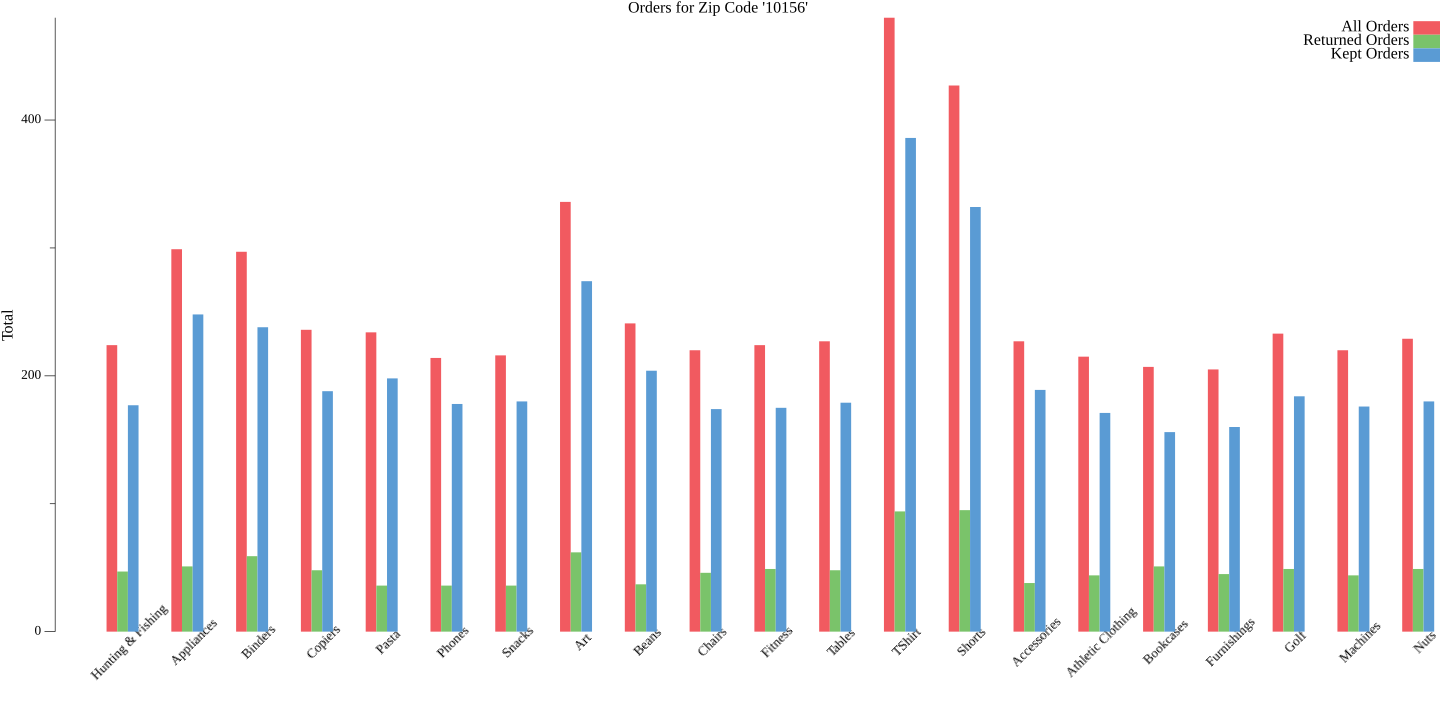 Orders for Zip Code '10156'
All Orders
Returned Orders
Kept Orders
Total
400
200
0
Hunting & Fishing
Appliances
Binders
Copiers
Pasta
Phones
Snacks
Art
Beans
Chairs
Fitness
Tables
TShirt
Shorts
Accessories
Athletic Clothing
Bookcases
Furnishings
Golf
Machines
Nuts